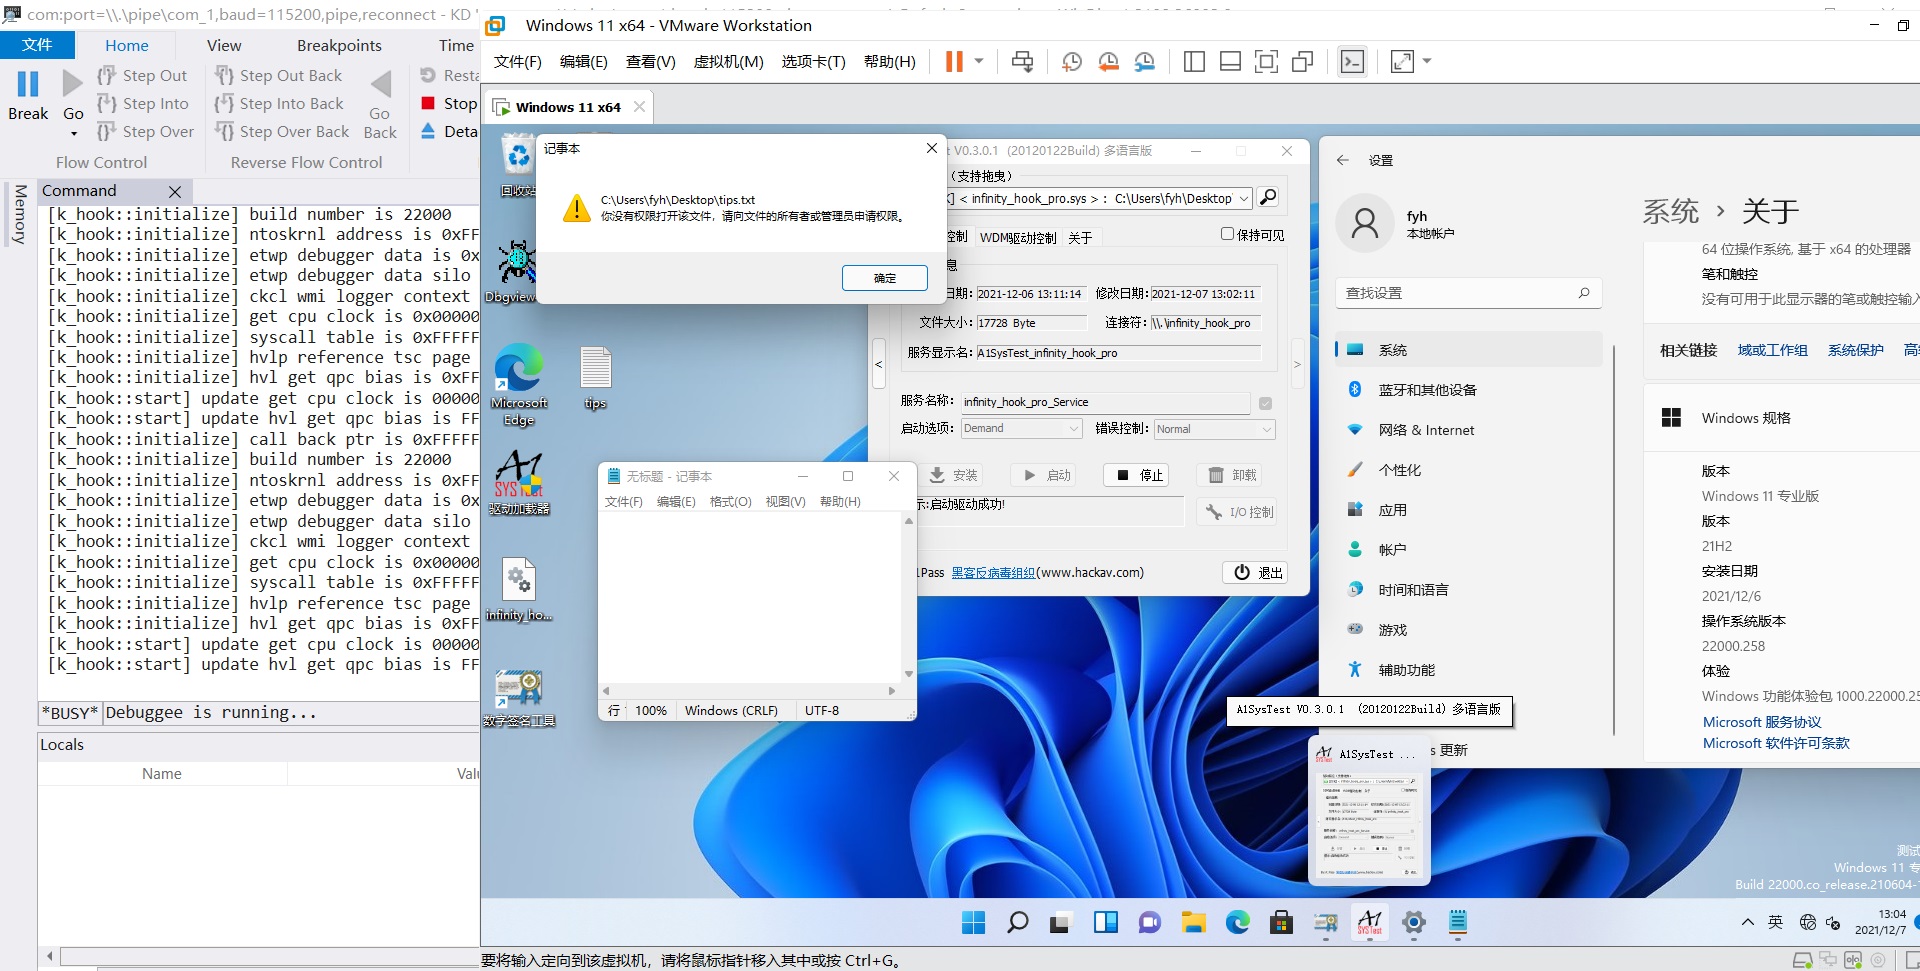 com:port=\\.\pipe\com_1,baud=115200,pipe,reconnect - KD
文件
Home
View
Breakpoints
Time
Break
Go
Step Out
Step Into
Step Over
Flow Control
Step Out Back
Step Into Back
Step Over Back
Go
Back
Reverse Flow Control
Resta
Stop
Deta
Memory
Command
[k_hook::initialize] build number is 22000
[k_hook::initialize] ntoskrnl address is 0xFF
[k_hook::initialize] etwp debugger data is 0x
[k_hook::initialize] etwp debugger data silo
[k_hook::initialize] ckcl wmi logger context
[k_hook::initialize] get cpu clock is 0x00000
[k_hook::initialize] syscall table is 0xFFFFF
[k_hook::initialize] hvlp reference tsc page
[k_hook::initialize] hvl get qpc bias is 0xFF
[k_hook::start] update get cpu clock is 00000
[k_hook::start] update hvl get qpc bias is FF
[k_hook::initialize] call back ptr is 0xFFFFF
[k_hook::initialize] build number is 22000
[k_hook::initialize] ntoskrnl address is 0xFF
[k_hook::initialize] etwp debugger data is 0x
[k_hook::initialize] etwp debugger data silo
[k_hook::initialize] ckcl wmi logger context
[k_hook::initialize] get cpu clock is 0x00000
[k_hook::initialize] syscall table is 0xFFFFF
[k_hook::initialize] hvlp reference tsc page
[k_hook::initialize] hvl get qpc bias is 0xFF
[k_hook::start] update get cpu clock is 00000
[k_hook::start] update hvl get qpc bias is FF
*BUSY* Debuggee is running...
Locals
Name
Valu
Windows 11 x64 - VMware Workstation
文件(F) 编辑(E) 查看(V) 虚拟机(M) 选项卡(T) 帮助(H)
Windows 11 x64
回收站
Dbgview
Microsoft
Edge
tips
A1
SYSTest
驱动加载器
infinity_ho...
数字签名工具
记事本
C:\Users\fyh\Desktop\tips.txt
你没有权限打开该文件，请向文件的所有者或管理员申请权限。
确定
V0.3.0.1 (20120122Build) 多语言版
(支持拖曳)
< infinity_hook_pro.sys > : C:\Users\fyh\Desktop'
制
WDM驱动控制
关于
保持可见
息
日期: 2021-12-06 13:11:14 修改日期: 2021-12-07 13:02:11
文件大小: 17728 Byte 连接符: \\.\infinity_hook_pro
服务显示名: A1SysTest_infinity_hook_pro
服务名称: infinity_hook_pro_Service
启动选项: Demand 错误控制: Normal
安装
启动
停止
卸载
示:启动驱动成功!
I/O 控制
Pass 黑客反病毒组织(www.hackav.com)
退出
无标题 - 记事本
文件(F) 编辑(E) 格式(O) 视图(V) 帮助(H)
行
100%
Windows (CRLF)
UTF-8
设置
fyh
本地帐户
查找设置
系统
蓝牙和其他设备
网络 & Internet
个性化
应用
帐户
时间和语言
游戏
辅助功能
s 更新
系统 › 关于
64 位操作系统, 基于 x64 的处理器
笔和触控
没有可用于此显示器的笔或触控输入
相关链接 域或工作组 系统保护 高
Windows 规格
版本
Windows 11 专业版
版本
21H2
安装日期
2021/12/6
操作系统版本
22000.258
体验
Windows 功能体验包 1000.22000.25
Microsoft 服务协议
Microsoft 软件许可条款
A1SysTest V0.3.0.1 (20120122Build) 多语言版
A1SysTest ...
测试
Windows 11 专
Build 22000.co_release.210604-
英
13:04
2021/12/7
要将输入定向到该虚拟机，请将鼠标指针移入其中或按 Ctrl+G。